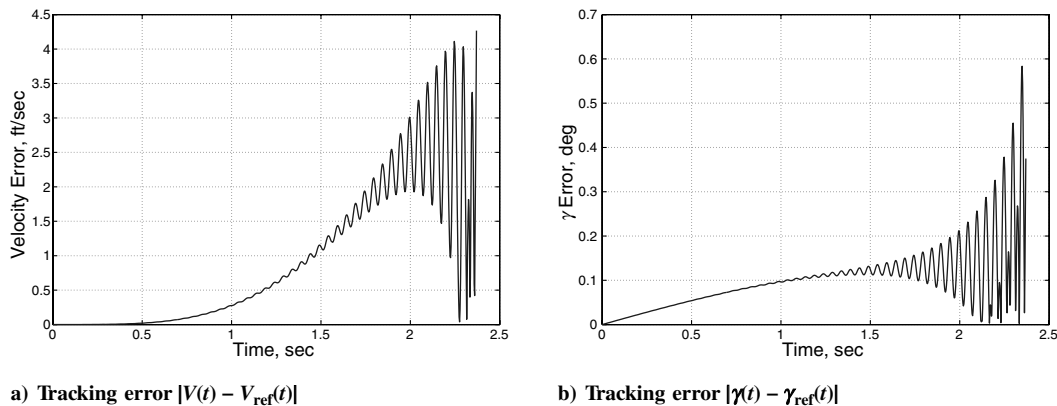 4.5
4
3.5
3
2.5
2
1.5
1
0.5
0
Velocity Error, ft/sec
0 0.5 1 1.5 2 2.5
Time, sec
a) Tracking error |V(t) – Vref(t)|
0.7
0.6
0.5
0.4
0.3
0.2
0.1
0
γ Error, deg
0 0.5 1 1.5 2 2.5
Time, sec
b) Tracking error |γ(t) – γref(t)|